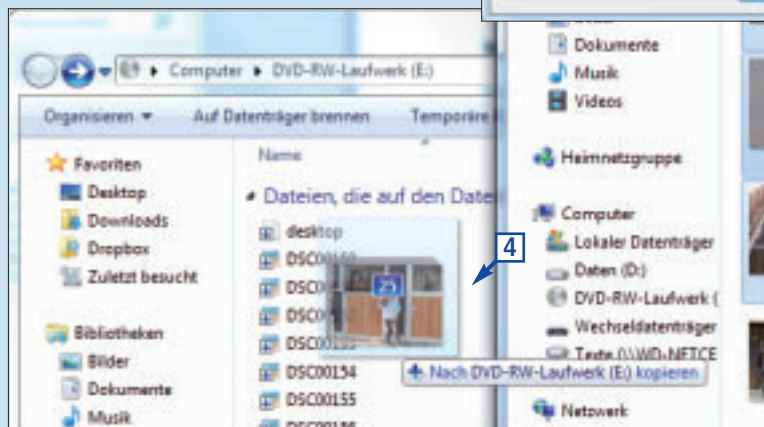 Computer ▸ DVD-RW-Laufwerk (E:)
Organisieren
Auf Datenträger brennen
Favoriten
Desktop
Downloads
Dropbox
Zuletzt besucht
Bibliotheken
Bilder
Dokumente
Musik
Name
Dateien, die auf den
desktop
25
DSC00154
DSC00155
4
Nach DVD-RW-Laufwerk (E:) kopieren
Dokumente
Musik
Videos
Heimnetzgruppe
Computer
Lokaler Datenträger
Daten (D:)
DVD-RW-Laufwerk (
Wechseldatenträger
Netzwerk